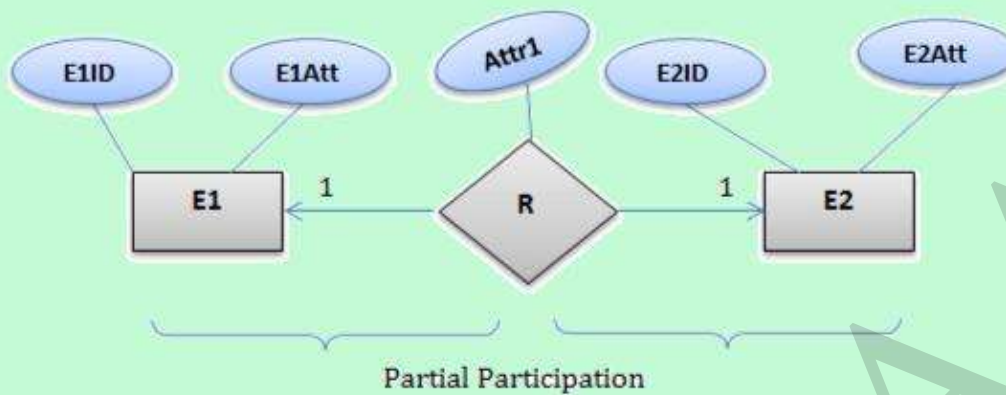 E1ID
E1Att
Attr1
E2ID
E2Att
E1
1
R
1
E2
Partial Participation